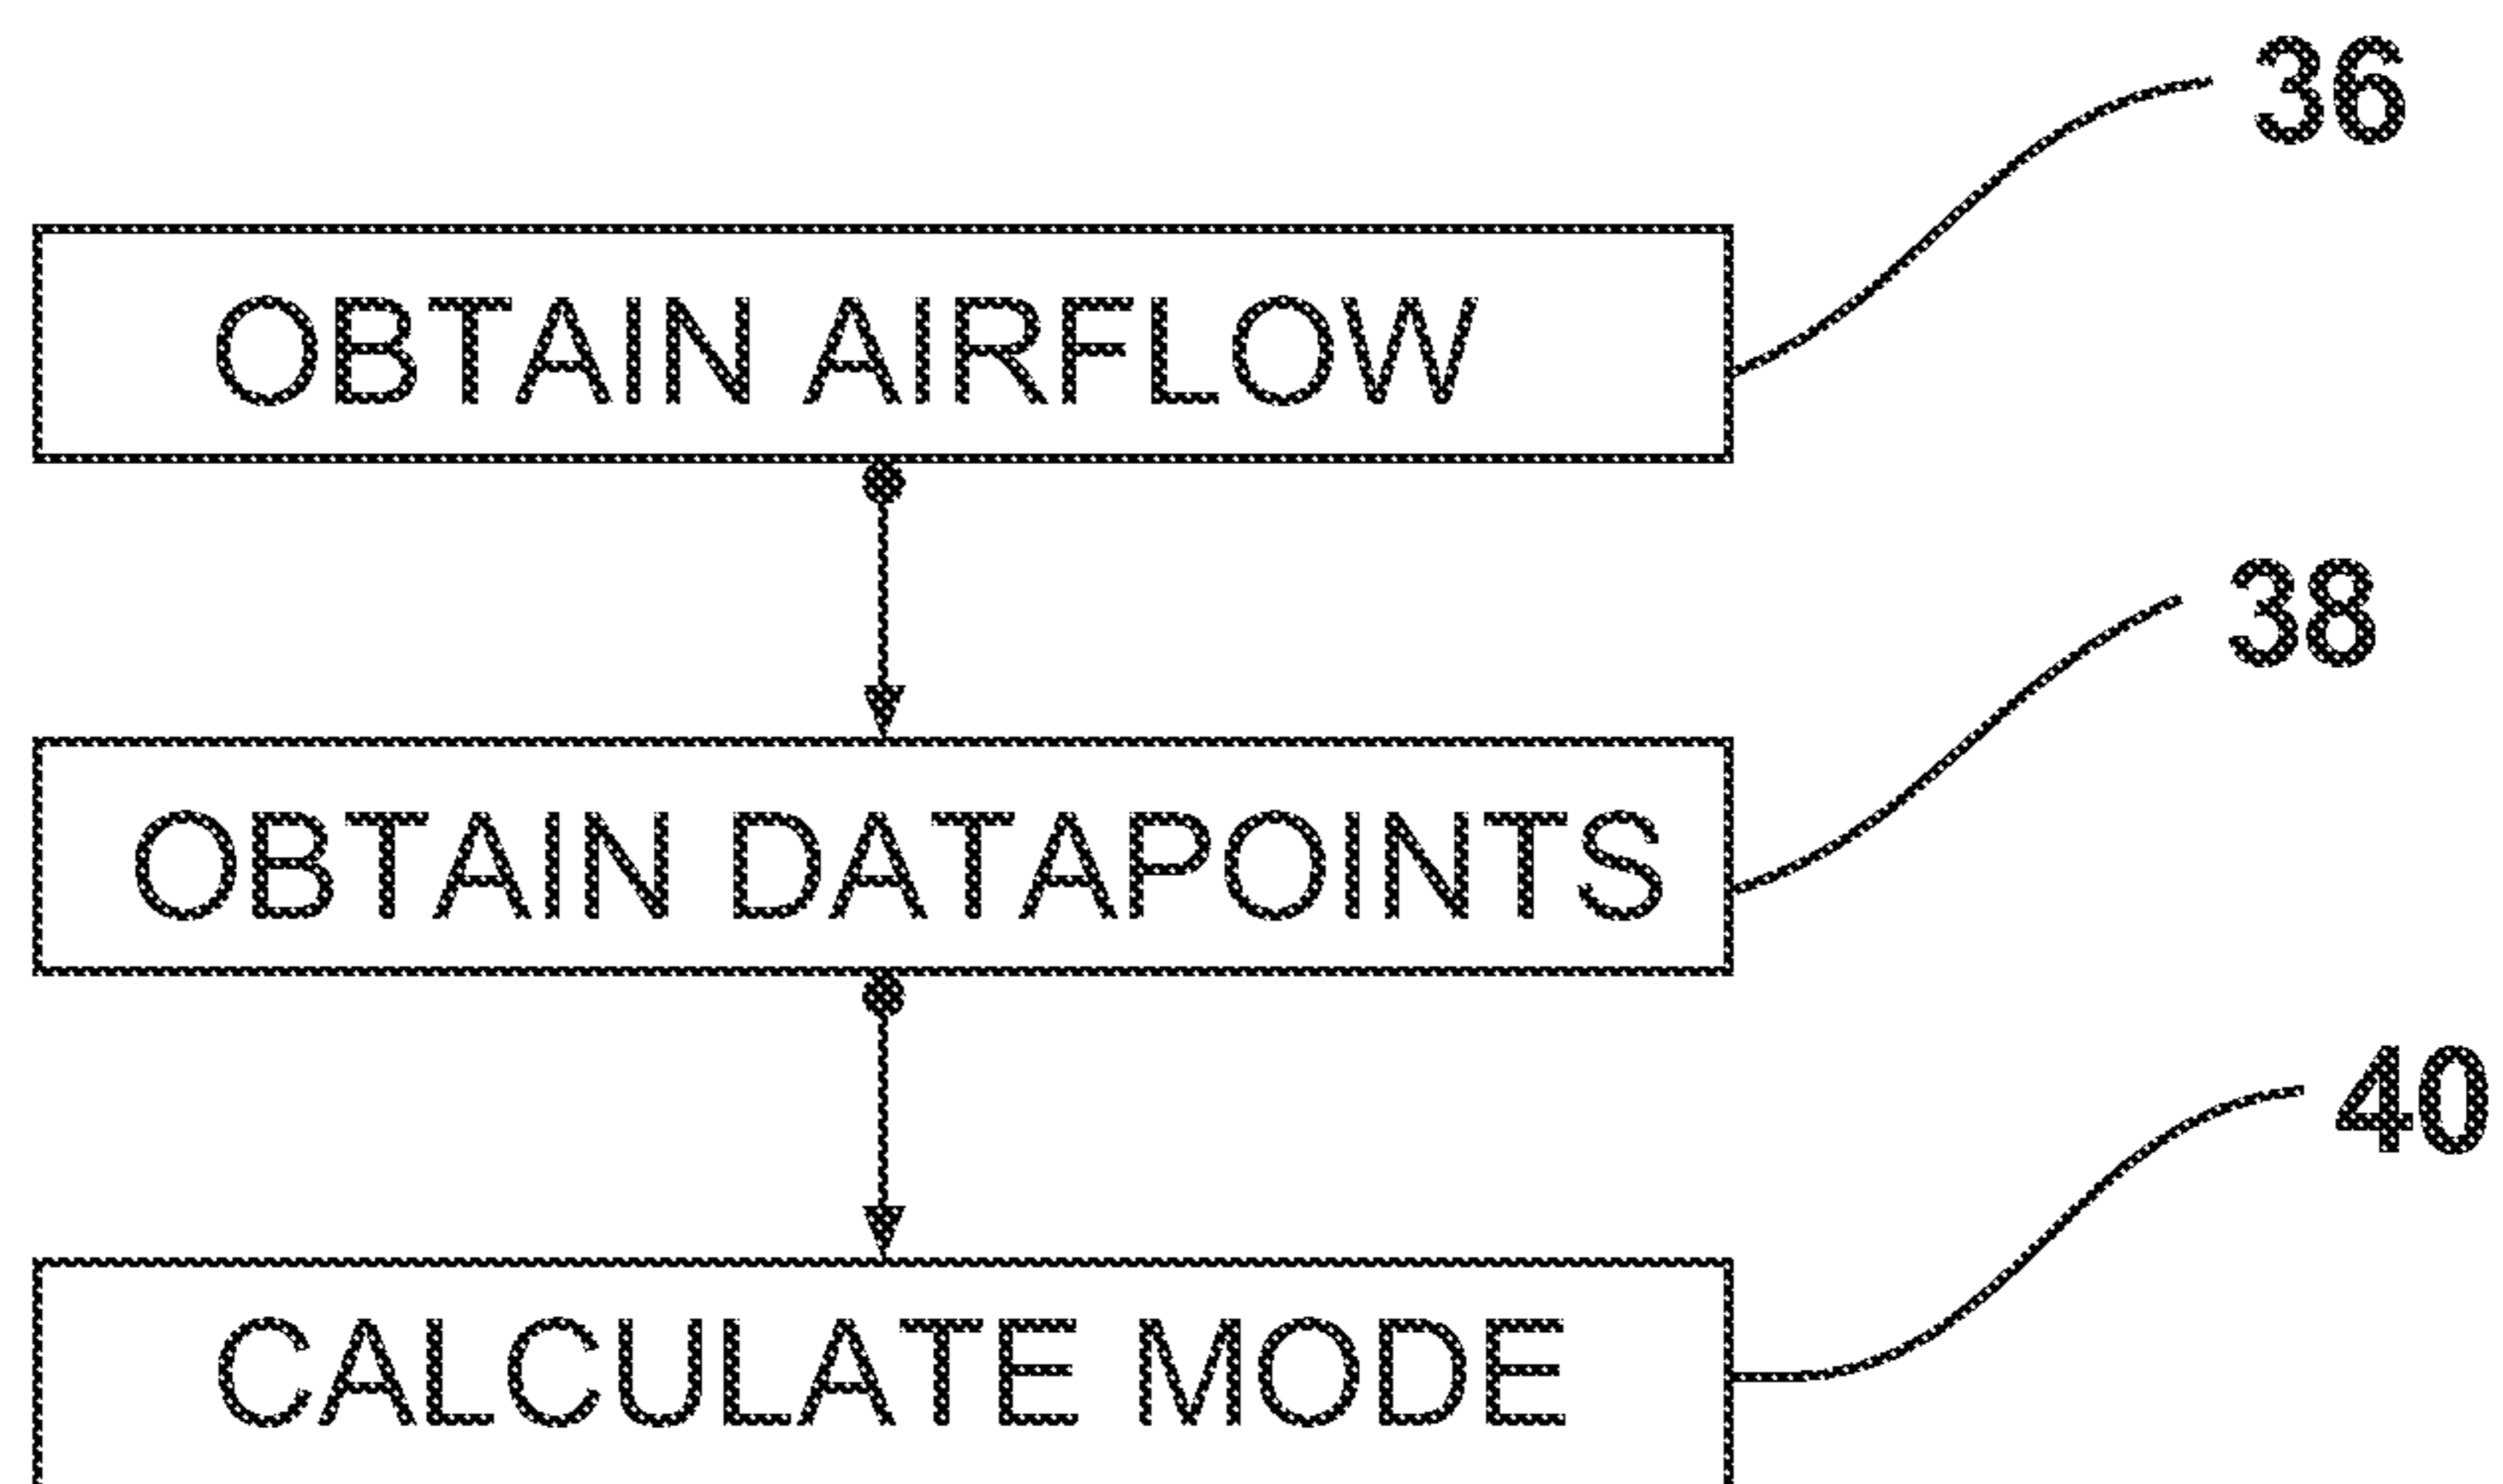 36
OBTAIN AIRFLOW
38
OBTAIN DATAPOINTS
40
CALCULATE MODE